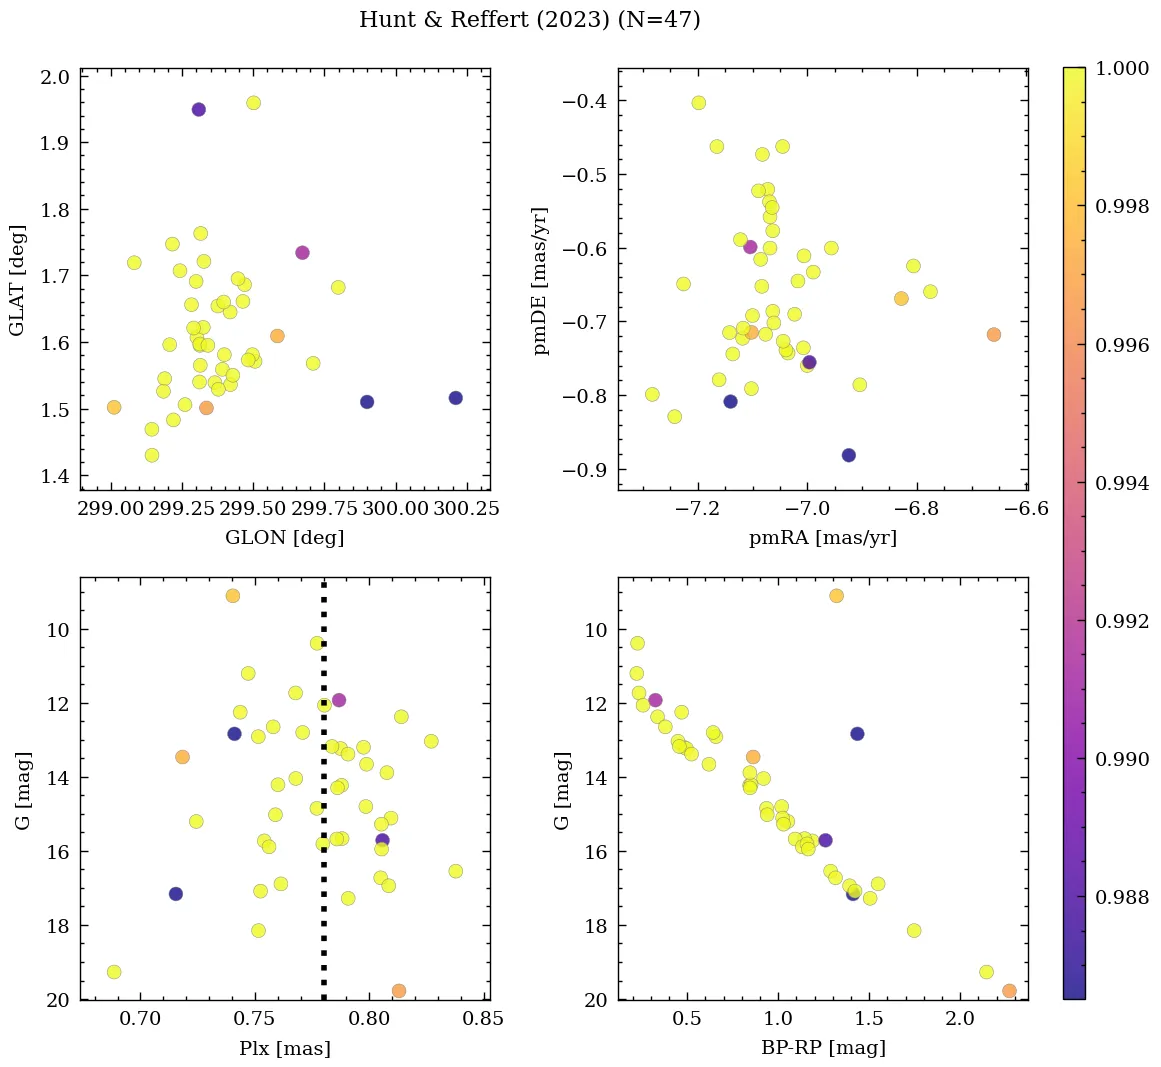 Hunt & Reffert (2023) (N=47)
2.0
1.9
1.8
1.7
1.6
1.5
1.4
GLAT [deg]
299.00 299.25 299.50 299.75 300.00 300.25
GLON [deg]
−0.4
−0.5
−0.6
−0.7
−0.8
−0.9
pmDE [mas/yr]
−7.2 −7.0 −6.8 −6.6
pmRA [mas/yr]
10
12
14
16
18
20
G [mag]
0.70 0.75 0.80 0.85
Plx [mas]
10
12
14
16
18
20
G [mag]
0.5 1.0 1.5 2.0
BP-RP [mag]
1.000
0.998
0.996
0.994
0.992
0.990
0.988